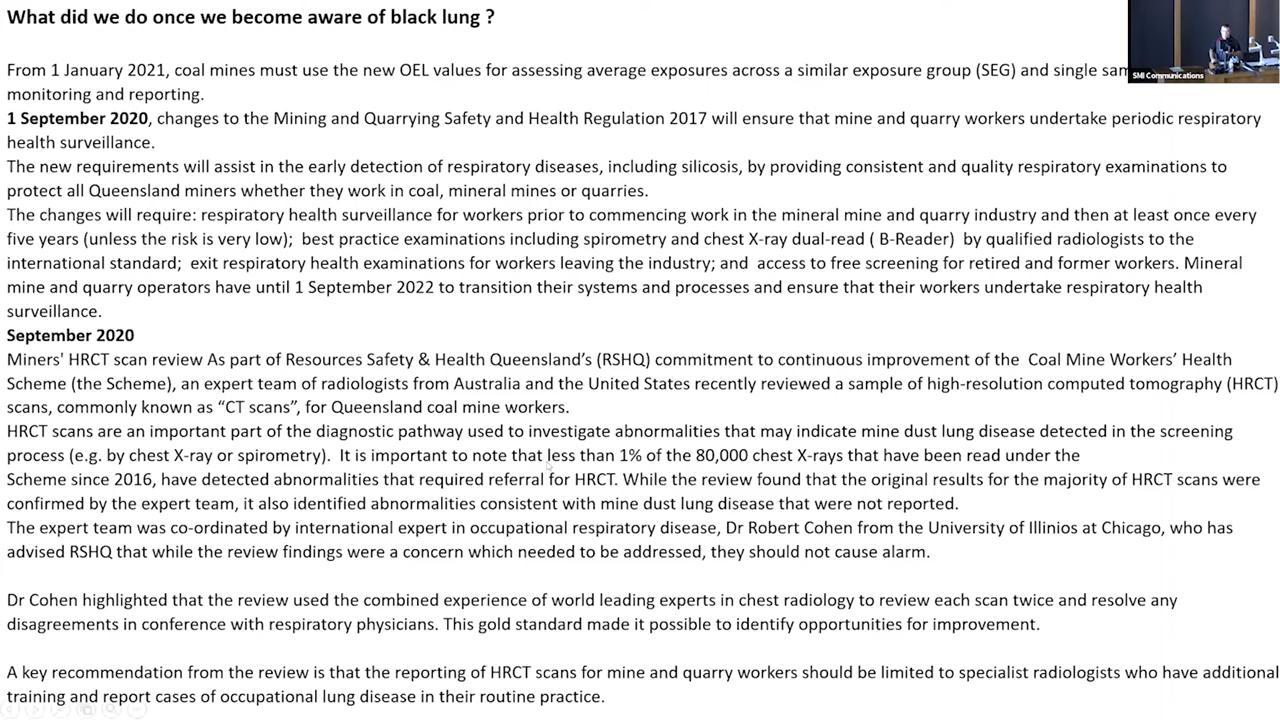 What did we do once we become aware of black lung ?
From 1 January 2021, coal mines must use the new OEL values for assessing average exposures across a similar exposure group (SEG) and single
monitoring and reporting.
SMI Communications
1 September 2020, changes to the Mining and Quarrying Safety and Health Regulation 2017 will ensure that mine and quarry workers undertake periodic respiratory
health surveillance.
The new requirements will assist in the early detection of respiratory diseases, including silicosis, by providing consistent and quality respiratory examinations to
protect all Queensland miners whether they work in coal, mineral mines or quarries.
The changes will require: respiratory health surveillance for workers prior to commencing work in the mineral mine and quarry industry and then at least once every
five years (unless the risk is very low);  best practice examinations including spirometry and chest X-ray dual-read ( B-Reader)  by qualified radiologists to the
international standard;  exit respiratory health examinations for workers leaving the industry; and  access to free screening for retired and former workers. Mineral
mine and quarry operators have until 1 September 2022 to transition their systems and processes and ensure that their workers undertake respiratory health
surveillance.
September 2020
Miners' HRCT scan review As part of Resources Safety & Health Queensland's (RSHQ) commitment to continuous improvement of the  Coal Mine Workers' Health
Scheme (the Scheme), an expert team of radiologists from Australia and the United States recently reviewed a sample of high-resolution computed tomography (HRCT)
scans, commonly known as "CT scans", for Queensland coal mine workers.
HRCT scans are an important part of the diagnostic pathway used to investigate abnormalities that may indicate mine dust lung disease detected in the screening
process (e.g. by chest X-ray or spirometry).  It is important to note that less than 1% of the 80,000 chest X-rays that have been read under the
Scheme since 2016, have detected abnormalities that required referral for HRCT. While the review found that the original results for the majority of HRCT scans were
confirmed by the expert team, it also identified abnormalities consistent with mine dust lung disease that were not reported.
The expert team was co-ordinated by international expert in occupational respiratory disease, Dr Robert Cohen from the University of Illinios at Chicago, who has
advised RSHQ that while the review findings were a concern which needed to be addressed, they should not cause alarm.
Dr Cohen highlighted that the review used the combined experience of world leading experts in chest radiology to review each scan twice and resolve any
disagreements in conference with respiratory physicians. This gold standard made it possible to identify opportunities for improvement.
A key recommendation from the review is that the reporting of HRCT scans for mine and quarry workers should be limited to specialist radiologists who have additional
training and report cases of occupational lung disease in their routine practice.